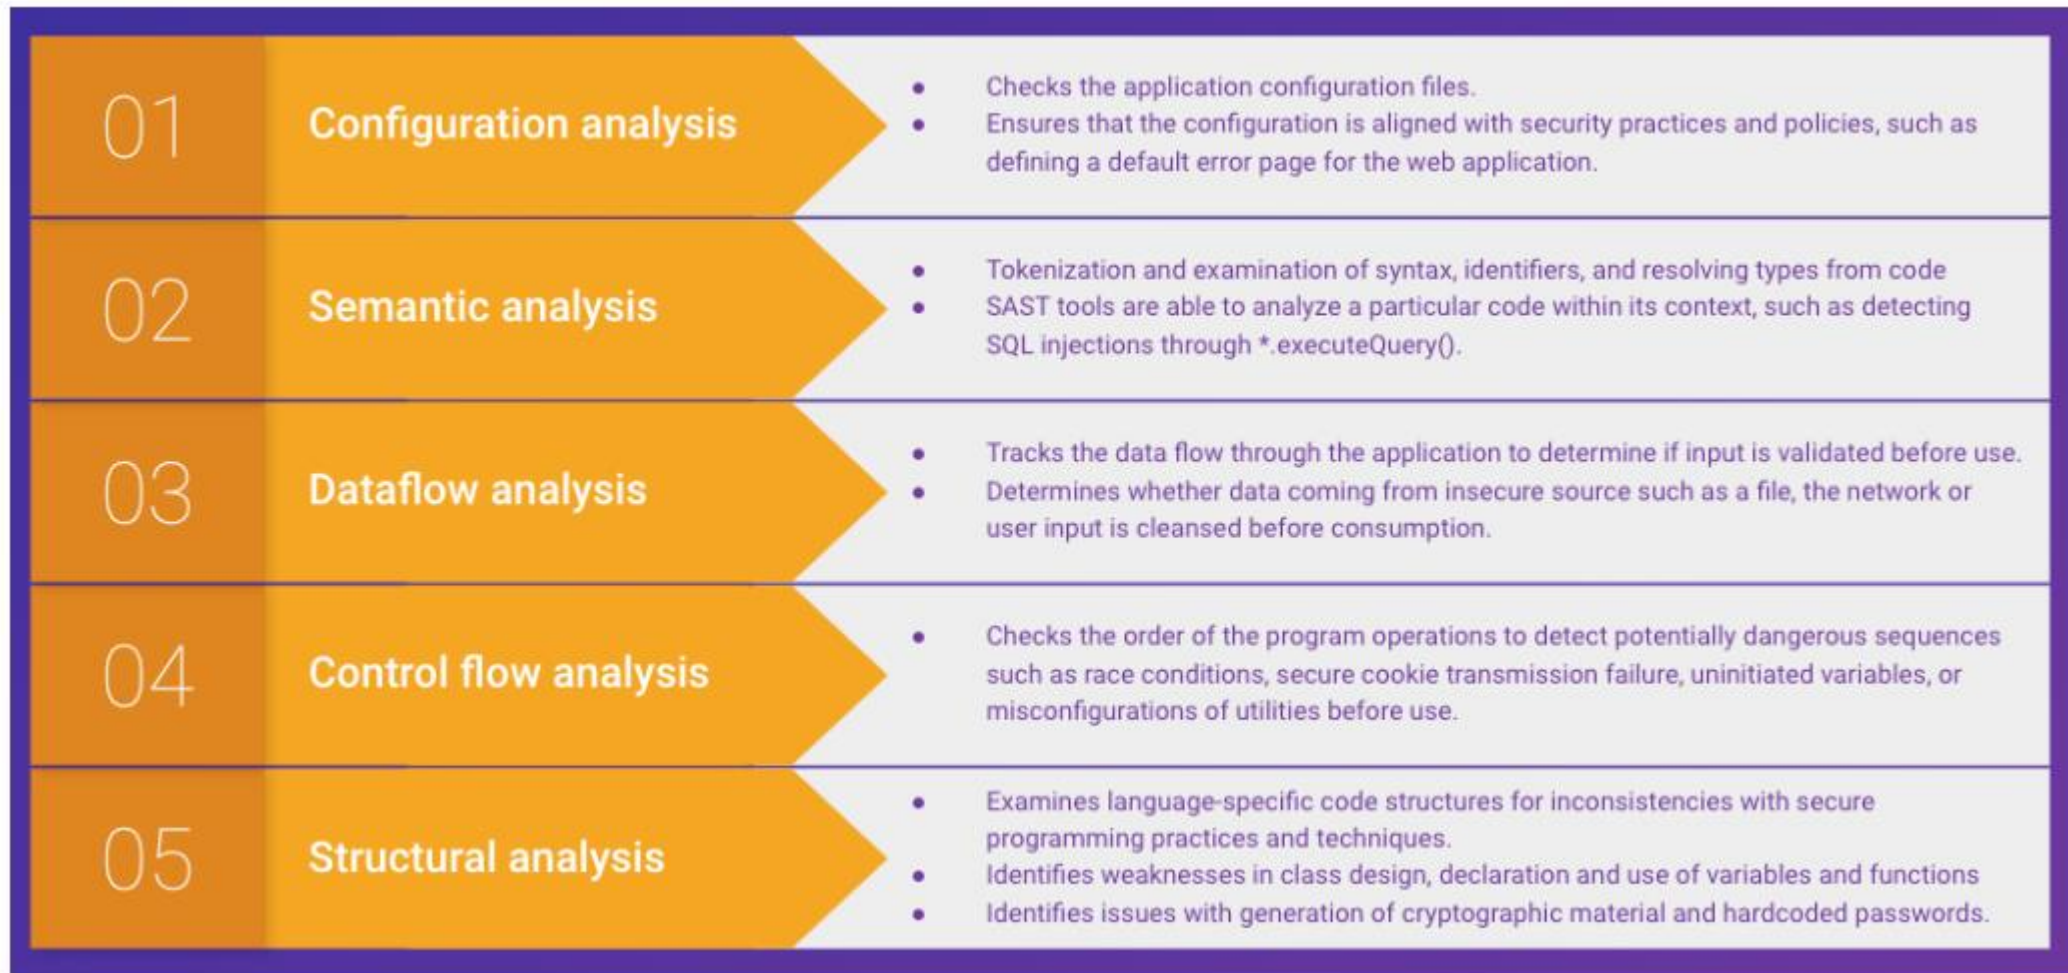 01
Configuration analysis
• Checks the application configuration files.
• Ensures that the configuration is aligned with security practices and policies, such as
defining a default error page for the web application.
02
Semantic analysis
• Tokenization and examination of syntax, identifiers, and resolving types from code
• SAST tools are able to analyze a particular code within its context, such as detecting
SQL injections through *.executeQuery().
03
Dataflow analysis
• Tracks the data flow through the application to determine if input is validated before use.
• Determines whether data coming from insecure source such as a file, the network or
user input is cleansed before consumption.
04
Control flow analysis
• Checks the order of the program operations to detect potentially dangerous sequences
such as race conditions, secure cookie transmission failure, uninitiated variables, or
misconfigurations of utilities before use.
05
Structural analysis
• Examines language-specific code structures for inconsistencies with secure
programming practices and techniques.
• Identifies weaknesses in class design, declaration and use of variables and functions
• Identifies issues with generation of cryptographic material and hardcoded passwords.